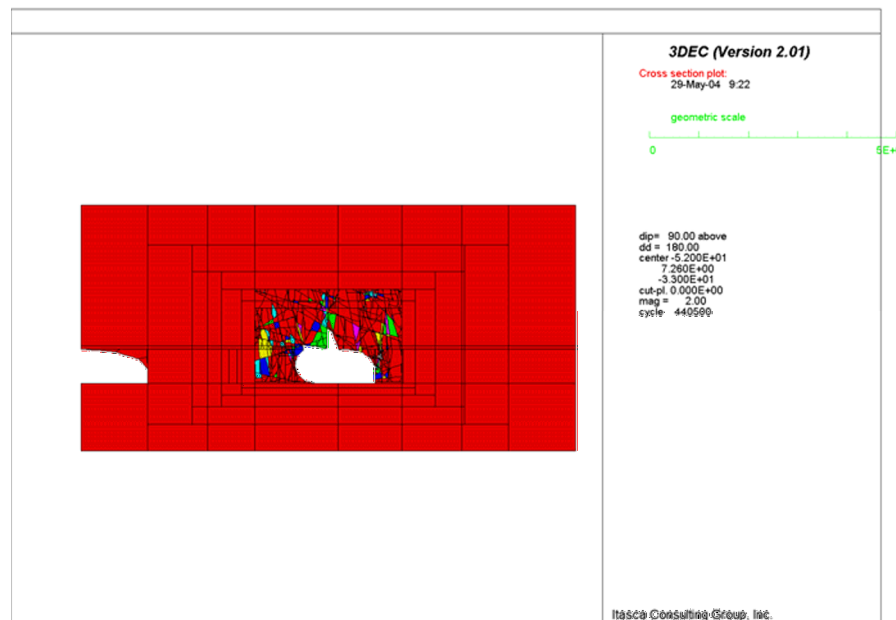 3DEC (Version 2.01)
Cross section plot:
29-May-04 9:22
geometric scale
0 5E+
dip= 90.00 above
dd = 180.00
center -5.200E+01
7.260E+00
-3.300E+01
cut-pl. 0.000E+00
mag = 2.00
cycle 440500
Itasca Consulting Group, Inc.